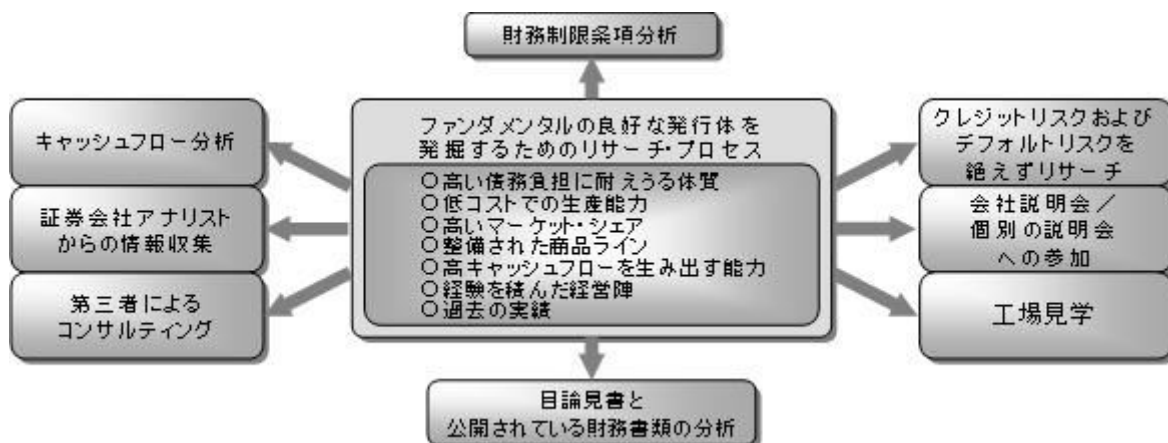 財務制限条項分析
キャッシュフロー分析
証券会社アナリスト
からの情報収集
第三者による
コンサルティング
ファンダメンタルの良好な発行体を
発掘するためのリサーチ・プロセス
○高い債務負担に耐えうる体質
○低コストでの生産能力
○高いマーケット・シェア
○整備された商品ライン
○高キャッシュフローを生み出す能力
○経験を積んだ経営陣
○過去の実績
クレジットリスクおよび
デフォルトリスクを
絶えずリサーチ
会社説明会／
個別の説明会
への参加
工場見学
目論見書と
公開されている財務書類の分析